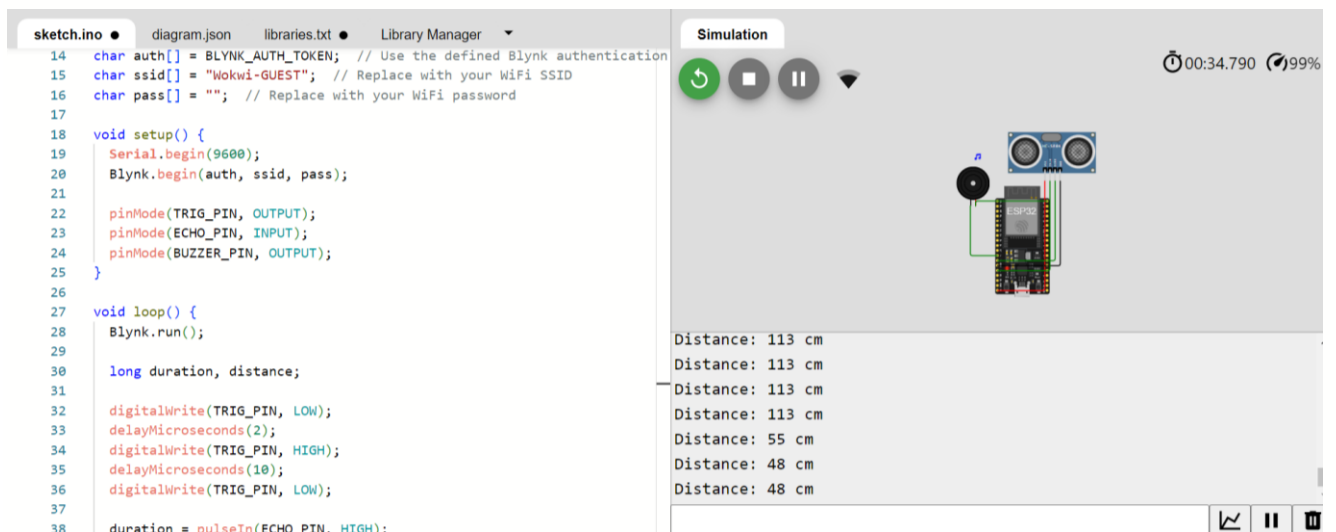 sketch.ino ● diagram.json libraries.txt ● Library Manager ▼
14 char auth[] = BLYNK_AUTH_TOKEN;  // Use the defined Blynk authentication
15 char ssid[] = "Wokwi-GUEST";  // Replace with your WiFi SSID
16 char pass[] = "";  // Replace with your WiFi password
17
18 void setup() {
19   Serial.begin(9600);
20   Blynk.begin(auth, ssid, pass);
21
22   pinMode(TRIG_PIN, OUTPUT);
23   pinMode(ECHO_PIN, INPUT);
24   pinMode(BUZZER_PIN, OUTPUT);
25 }
26
27 void loop() {
28   Blynk.run();
29
30   long duration, distance;
31
32   digitalWrite(TRIG_PIN, LOW);
33   delayMicroseconds(2);
34   digitalWrite(TRIG_PIN, HIGH);
35   delayMicroseconds(10);
36   digitalWrite(TRIG_PIN, LOW);
37
38   duration = pulseIn(ECHO_PIN, HIGH);
Simulation
00:34.790 99%
ESP32
Distance: 113 cm
Distance: 113 cm
Distance: 113 cm
Distance: 113 cm
Distance: 55 cm
Distance: 48 cm
Distance: 48 cm